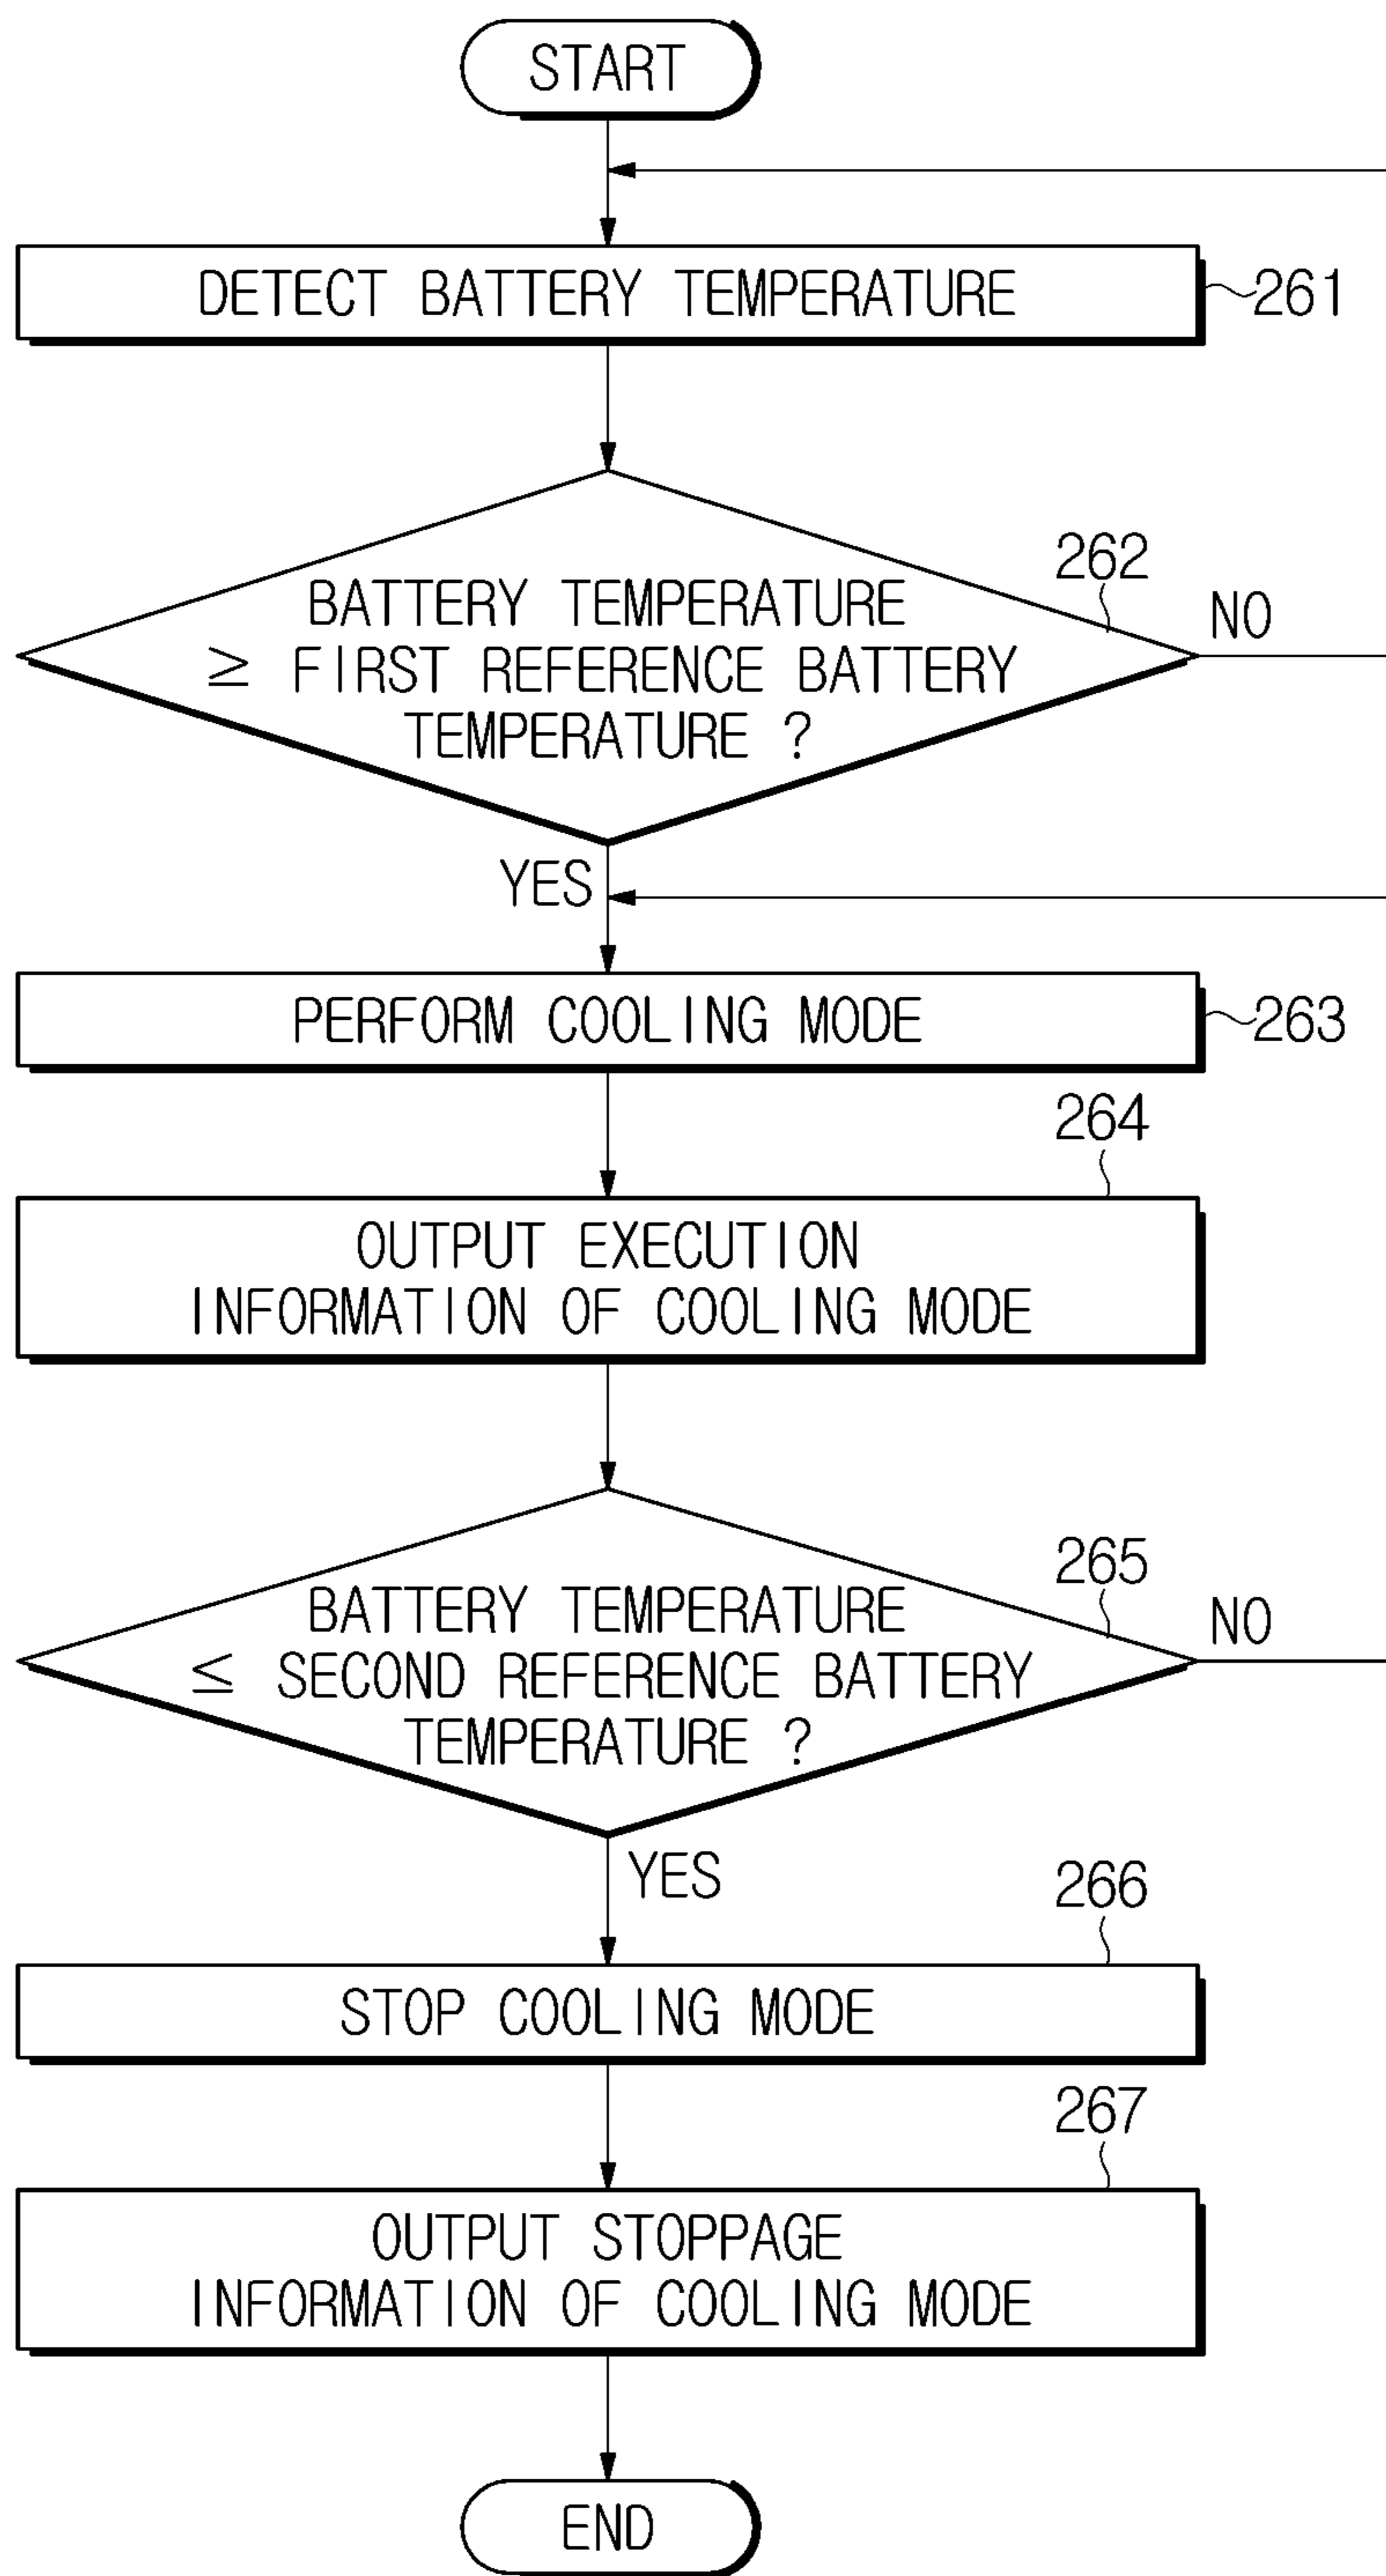 START
DETECT BATTERY TEMPERATURE
261
262
BATTERY TEMPERATURE
≥ FIRST REFERENCE BATTERY
TEMPERATURE ?
NO
YES
PERFORM COOLING MODE
263
264
OUTPUT EXECUTION
INFORMATION OF COOLING MODE
265
BATTERY TEMPERATURE
≤ SECOND REFERENCE BATTERY
TEMPERATURE ?
NO
YES
266
STOP COOLING MODE
267
OUTPUT STOPPAGE
INFORMATION OF COOLING MODE
END